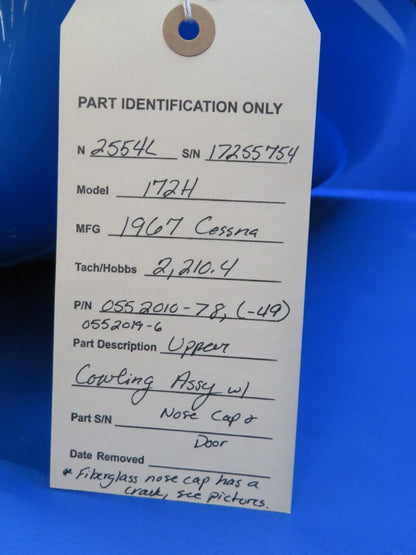 PART IDENTIFICATION ONLY
N 2554L S/N 17255754
Model 172H
MFG 1967 Cessna
Tach/Hobbs 2,210.4
P/N 0552010-78, (-49)
0552019-6
Part Description Upper
Cowling Assy w/
Part S/N Nose Cap &
Door
Date Removed
* Fiberglass nose cap has a
crack, see pictures.